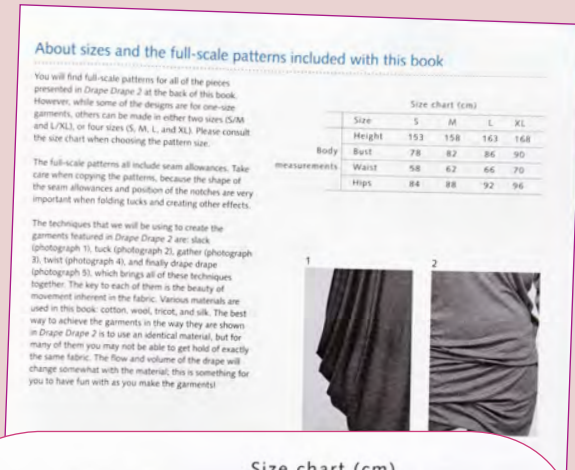 About sizes and the full-scale patterns included with this book
You will find full-scale patterns for all of the pieces
presented in Drape Drape 2 at the back of this book.
However, while some of the designs are for one-size
garments, others can be made in either two sizes (S/M
and L/XL), or four sizes (S, M, L, and XL). Please consult
the size chart when choosing the pattern size.
The full-scale patterns all include seam allowances. Take
care when copying the patterns, because the shape of
the seam allowances and position of the notches are very
important when folding tucks and creating other effects.
The techniques that we will be using to create the
garments featured in Drape Drape 2 are: slack
(photograph 1), tuck (photograph 2), gather (photograph
3), twist (photograph 4), and finally drape drape
(photograph 5), which brings all of these techniques
together. The key to each of them is the beauty of
movement inherent in the fabric. Various materials are
used in this book: cotton, wool, tricot, and silk. The best
way to achieve the garments in the way they are shown
in Drape Drape 2 is to use an identical material, but for
many of them you may not be able to get hold of exactly
the same fabric. The flow and volume of the drape will
change somewhat with the material; this is something for
you to have fun with as you make the garments!
Size chart (cm)
Size S M L XL
Height 153 158 163 168
Body Bust 78 82 86 90
measurements Waist 58 62 66 70
Hips 84 88 92 96
1 2
Size chart (cm)